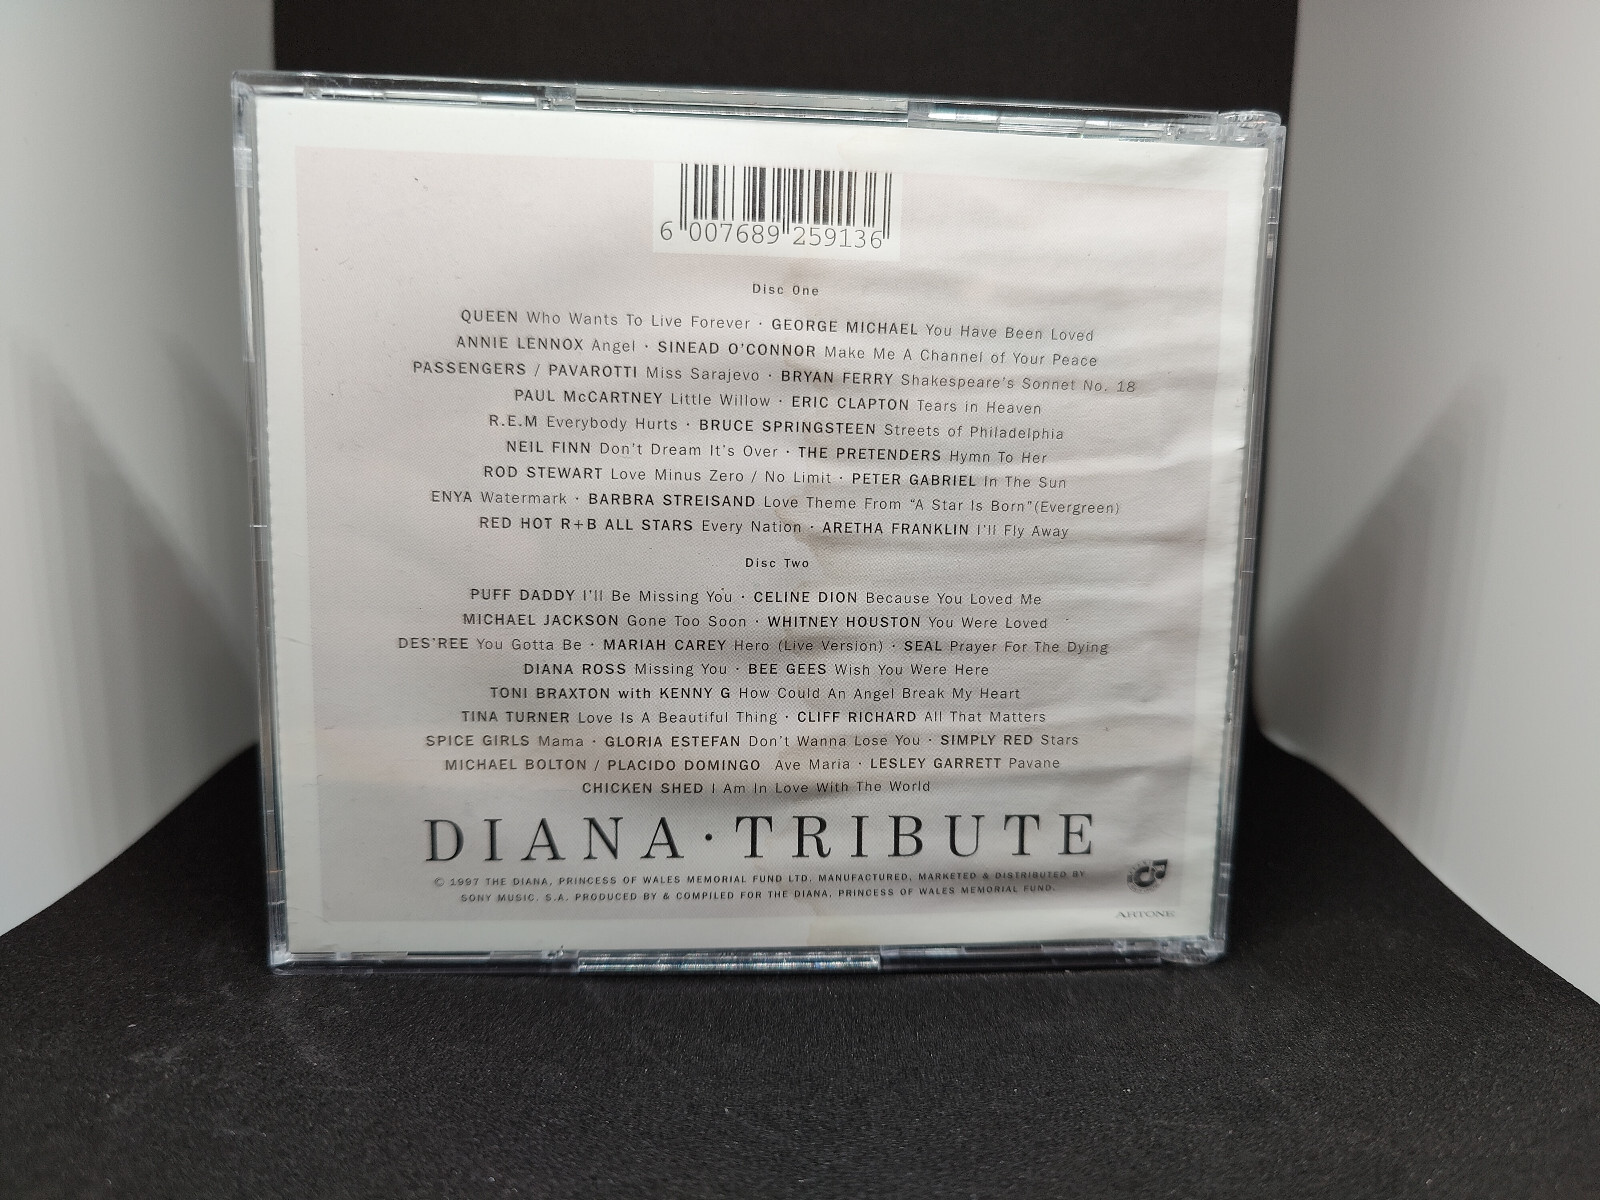 6 007689 259136
Disc One
QUEEN Who Wants To Live Forever · GEORGE MICHAEL You Have Been Loved
ANNIE LENNOX Angel · SINEAD O'CONNOR Make Me A Channel of Your Peace
PASSENGERS / PAVAROTTI Miss Sarajevo · BRYAN FERRY Shakespeare's Sonnet No. 18
PAUL McCARTNEY Little Willow · ERIC CLAPTON Tears in Heaven
R.E.M Everybody Hurts · BRUCE SPRINGSTEEN Streets of Philadelphia
NEIL FINN Don't Dream It's Over · THE PRETENDERS Hymn To Her
ROD STEWART Love Minus Zero / No Limit · PETER GABRIEL In The Sun
ENYA Watermark · BARBRA STREISAND Love Theme From "A Star Is Born"(Evergreen)
RED HOT R+B ALL STARS Every Nation · ARETHA FRANKLIN I'll Fly Away
Disc Two
PUFF DADDY I'll Be Missing You · CELINE DION Because You Loved Me
MICHAEL JACKSON Gone Too Soon · WHITNEY HOUSTON You Were Loved
DES'REE You Gotta Be · MARIAH CAREY Hero (Live Version) · SEAL Prayer For The Dying
DIANA ROSS Missing You · BEE GEES Wish You Were Here
TONI BRAXTON with KENNY G How Could An Angel Break My Heart
TINA TURNER Love Is A Beautiful Thing · CLIFF RICHARD All That Matters
SPICE GIRLS Mama · GLORIA ESTEFAN Don't Wanna Lose You · SIMPLY RED Stars
MICHAEL BOLTON / PLACIDO DOMINGO Ave Maria · LESLEY GARRETT Pavane
CHICKEN SHED I Am In Love With The World
DIANA · TRIBUTE
© 1997 THE DIANA, PRINCESS OF WALES MEMORIAL FUND LTD. MANUFACTURED, MARKETED & DISTRIBUTED BY
SONY MUSIC. S.A. PRODUCED BY & COMPILED FOR THE DIANA, PRINCESS OF WALES MEMORIAL FUND.
ARTONE